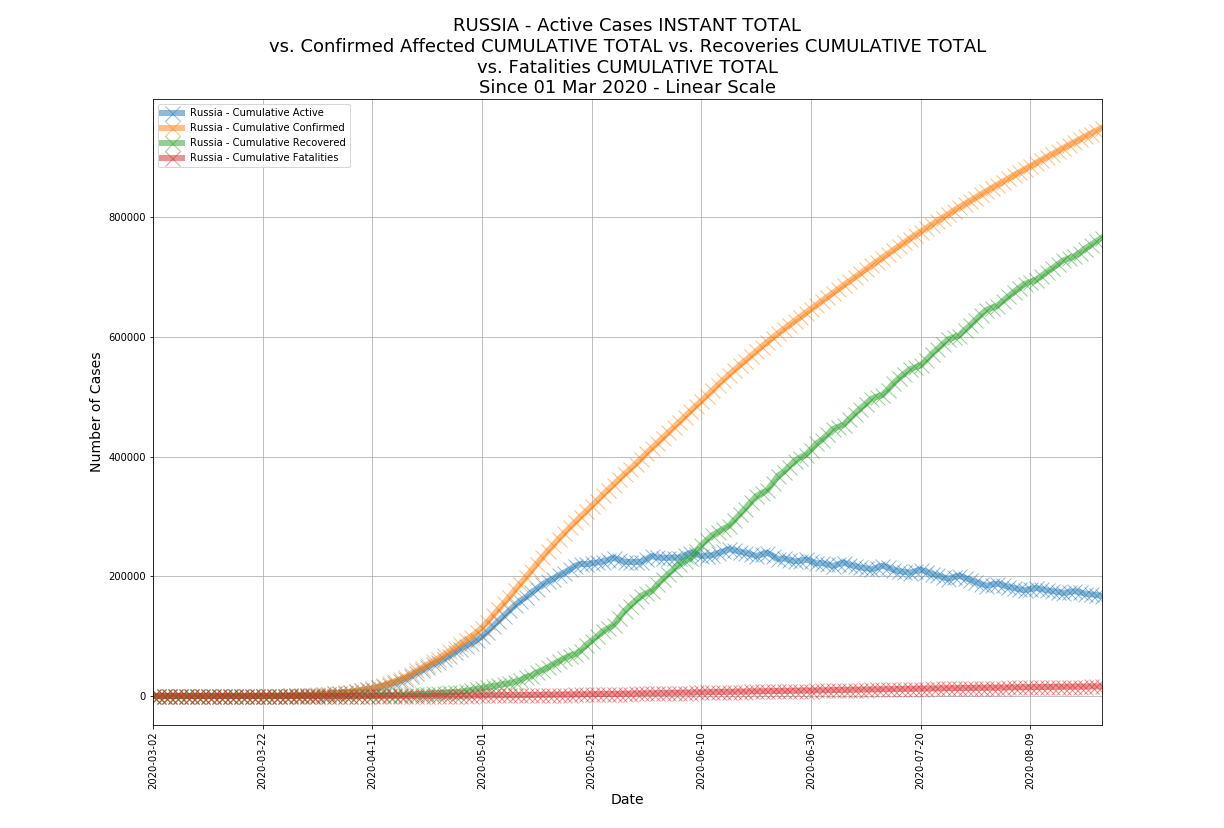 RUSSIA - Active Cases INSTANT TOTAL
vs. Confirmed Affected CUMULATIVE TOTAL vs. Recoveries CUMULATIVE TOTAL
vs. Fatalities CUMULATIVE TOTAL
Since 01 Mar 2020 - Linear Scale
Russia - Cumulative Active
Russia - Cumulative Confirmed
Russia - Cumulative Recovered
Russia - Cumulative Fatalities
Number of Cases
800000
600000
400000
200000
0
2020-03-02
2020-03-22
2020-04-11
2020-05-01
2020-05-21
2020-06-10
2020-06-30
2020-07-20
2020-08-09
Date